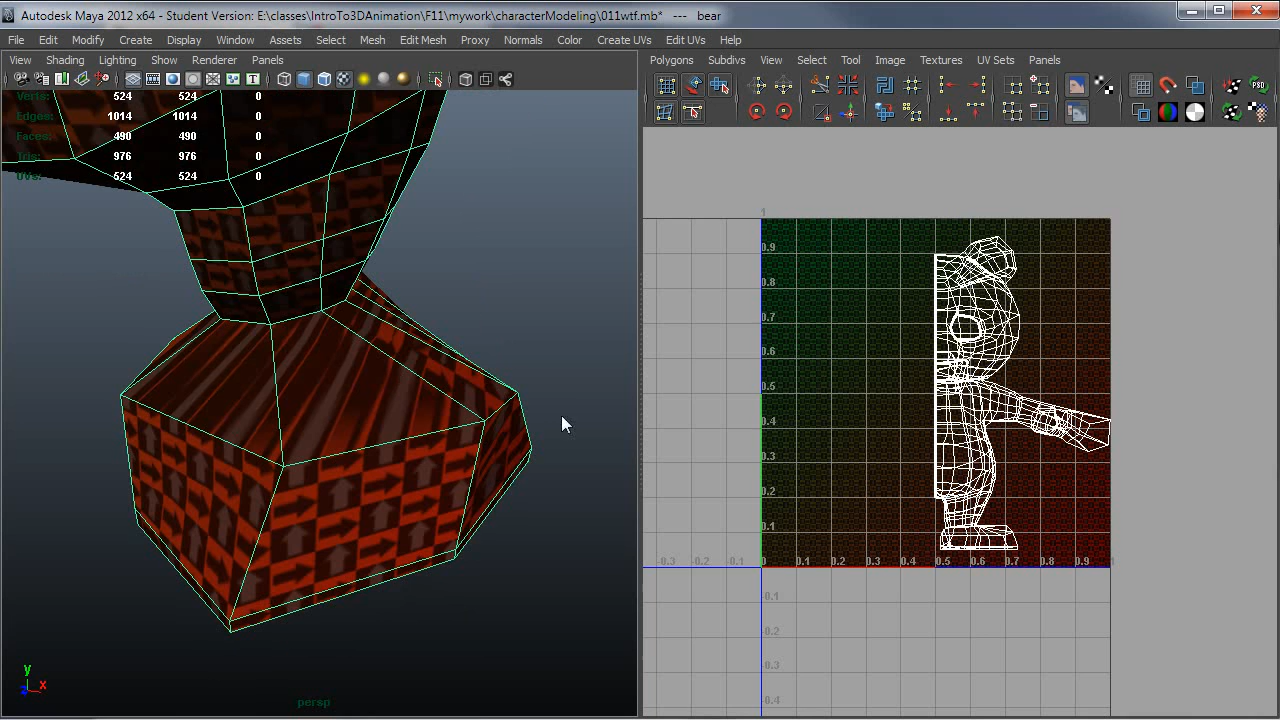 Autodesk Maya 2012 x64 - Student Version: E:\classes\IntroTo3DAnimation\F11\mywork\characterModeling\011wtf.mb* --- bear
File Edit Modify Create Display Window Assets Select Mesh Edit Mesh Proxy Normals Color Create UVs Edit UVs Help
View Shading Lighting Show Renderer Panels
Polygons Subdivs View Select Tool Image Textures UV Sets Panels
Verts: 524 524 0
Edges: 1014 1014 0
Faces: 490 490 0
Tris: 976 976 0
UVs: 524 524 0
1
0.9
0.8
0.7
0.6
0.5
0.4
0.3
0.2
0.1
-0.3 -0.2 -0.1 0 0.1 0.2 0.3 0.4 0.5 0.6 0.7 0.8 0.9 1
-0.1
-0.2
-0.3
-0.4
y
z x
persp